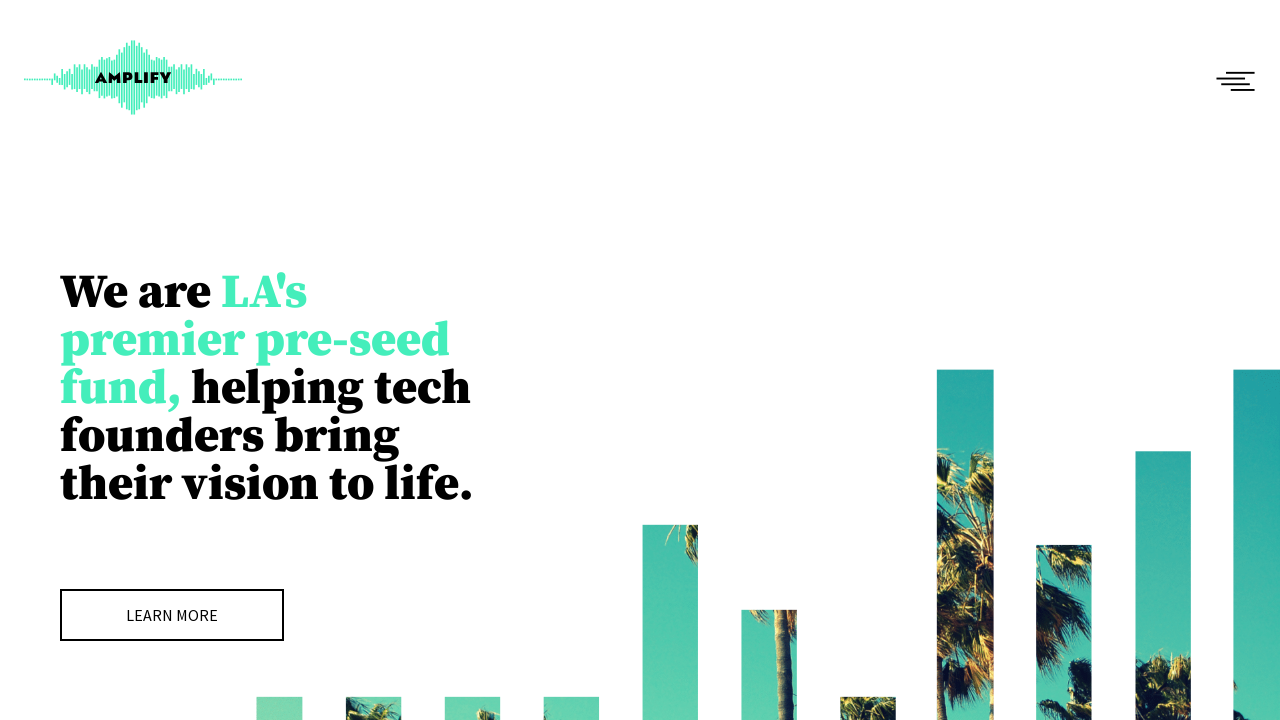 AMPLIFY
We are LA's
premier pre-seed
fund, helping tech
founders bring
their vision to life.
LEARN MORE